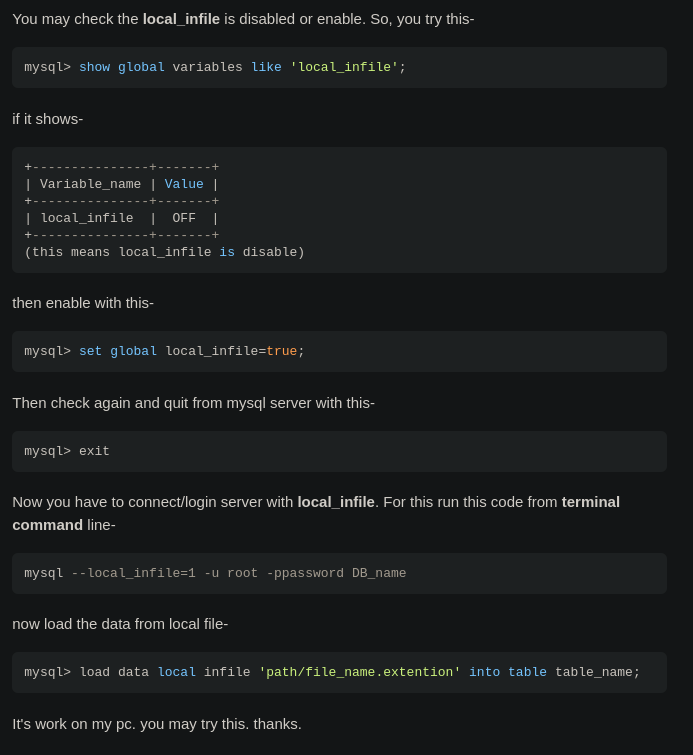 You may check the local_infile is disabled or enable. So, you try this-
mysql> show global variables like 'local_infile';
if it shows-
+---------------+-------+
| Variable_name | Value |
+---------------+-------+
| local_infile  |  OFF  |
+---------------+-------+
(this means local_infile is disable)
then enable with this-
mysql> set global local_infile=true;
Then check again and quit from mysql server with this-
mysql> exit
Now you have to connect/login server with local_infile. For this run this code from terminal
command line-
mysql --local_infile=1 -u root -ppassword DB_name
now load the data from local file-
mysql> load data local infile 'path/file_name.extention' into table table_name;
It's work on my pc. you may try this. thanks.